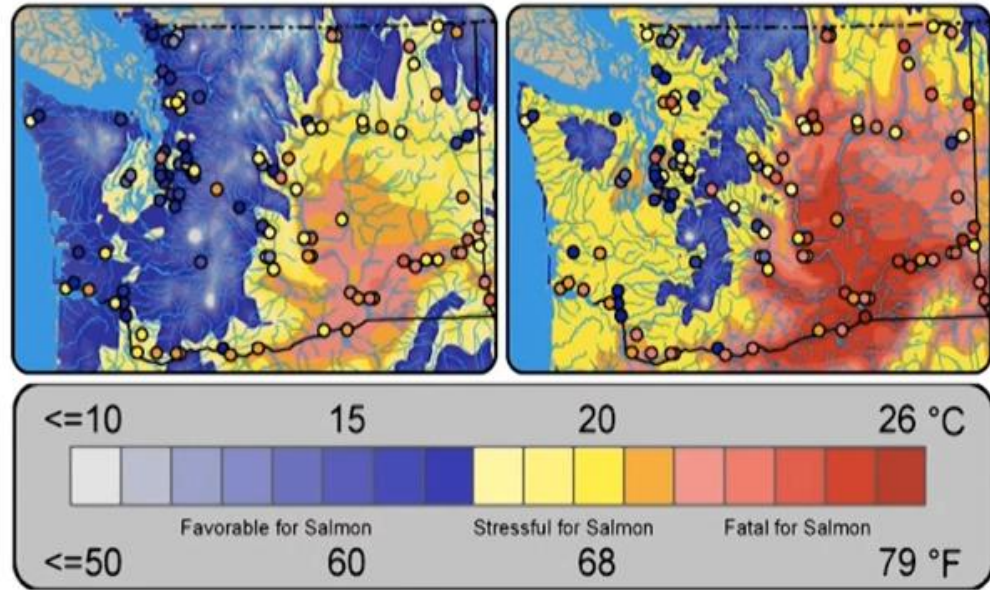 <=10 15 20 26 °C
Favorable for Salmon Stressful for Salmon Fatal for Salmon
<=50 60 68 79 °F